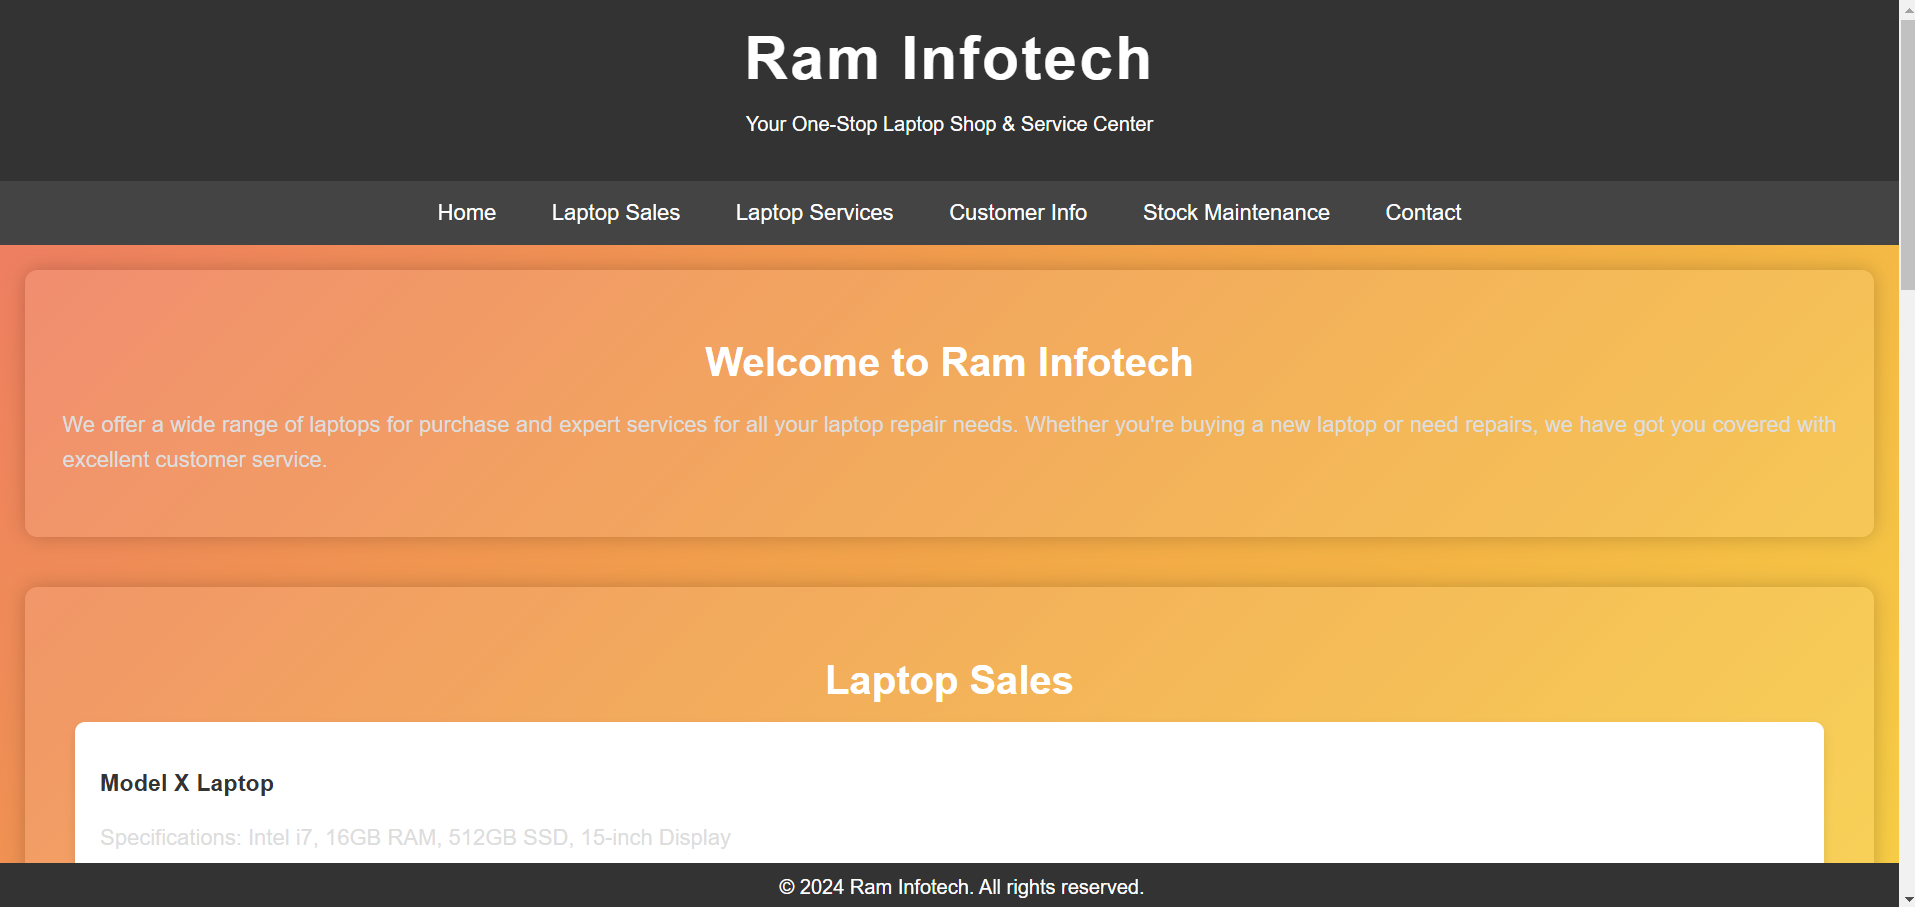 Ram Infotech
Your One-Stop Laptop Shop & Service Center
Home Laptop Sales Laptop Services Customer Info Stock Maintenance Contact
Welcome to Ram Infotech
We offer a wide range of laptops for purchase and expert services for all your laptop repair needs. Whether you're buying a new laptop or need repairs, we have got you covered with
excellent customer service.
Laptop Sales
Model X Laptop
Specifications: Intel i7, 16GB RAM, 512GB SSD, 15-inch Display
© 2024 Ram Infotech. All rights reserved.